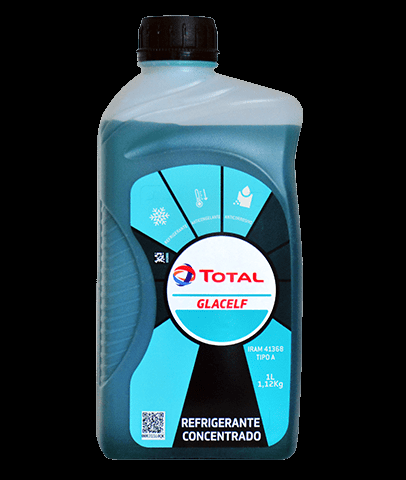 TOTAL
GLACELF
IRAM 41368
TIPO A
1L
1,12Kg
REFRIGERANTE
CONCENTRADO